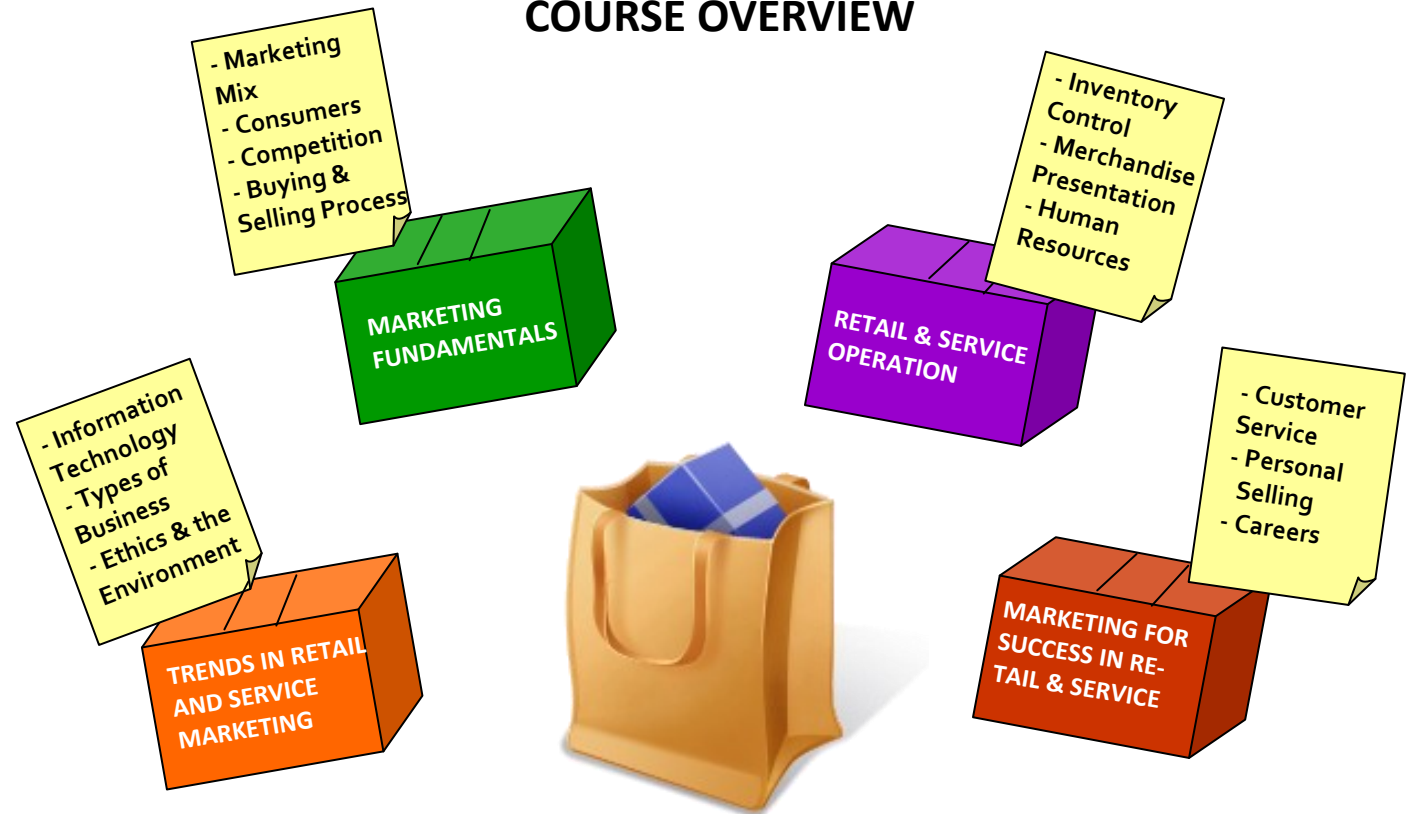 COURSE OVERVIEW
- Marketing
Mix
- Consumers
- Competition
- Buying &
Selling Process
MARKETING
FUNDAMENTALS
- Inventory
Control
- Merchandise
Presentation
- Human
Resources
RETAIL & SERVICE
OPERATION
- Information
Technology
- Types of
Business
- Ethics & the
Environment
TRENDS IN RETAIL
AND SERVICE
MARKETING
- Customer
Service
- Personal
Selling
- Careers
MARKETING FOR
SUCCESS IN RE-
TAIL & SERVICE